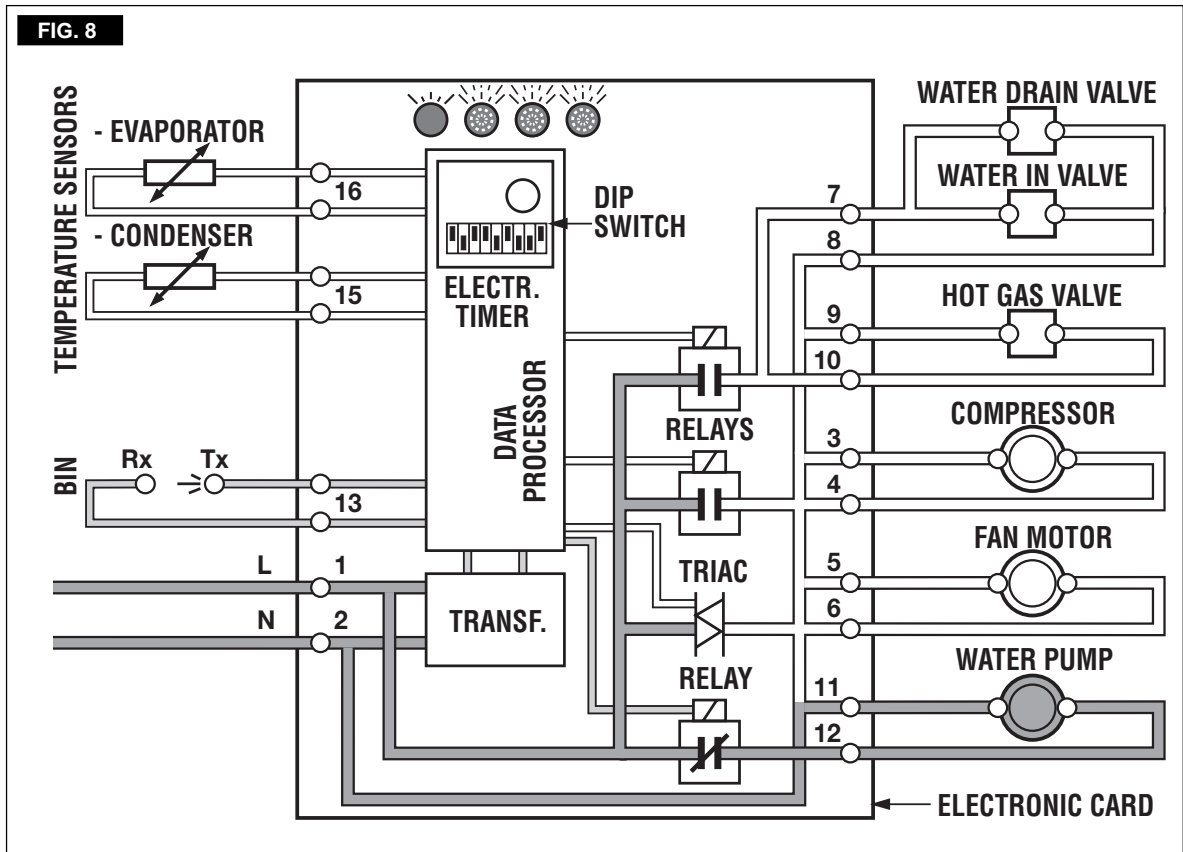 FIG. 8
TEMPERATURE SENSORS
- EVAPORATOR
16
- CONDENSER
15
BIN
Rx
Tx
13
L
1
N
2
DIP
SWITCH
ELECTR.
TIMER
DATA
PROCESSOR
TRANSF.
RELAYS
TRIAC
RELAY
WATER DRAIN VALVE
WATER IN VALVE
7
8
HOT GAS VALVE
9
10
COMPRESSOR
3
4
FAN MOTOR
5
6
WATER PUMP
11
12
ELECTRONIC CARD